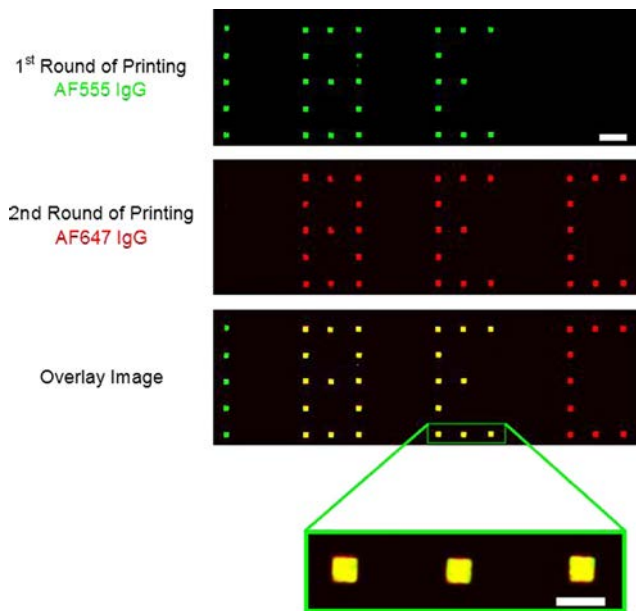 1st Round of Printing
AF555 IgG
2nd Round of Printing
AF647 IgG
Overlay Image